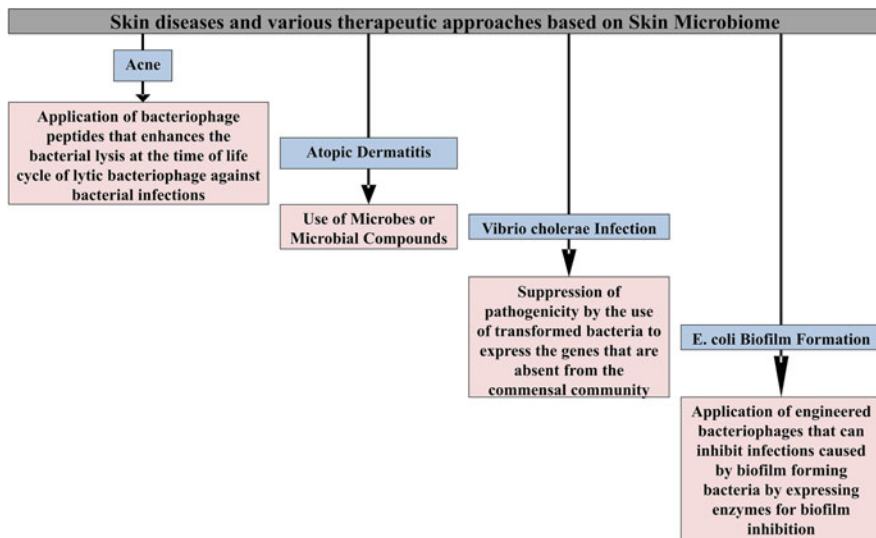 Skin diseases and various therapeutic approaches based on Skin Microbiome
Acne
Application of bacteriophage
peptides that enhances the
bacterial lysis at the time of life
cycle of lytic bacteriophage against
bacterial infections
Atopic Dermatitis
Use of Microbes or
Microbial Compounds
Vibrio cholerae Infection
Suppression of
pathogenicity by the use
of transformed bacteria to
express the genes that are
absent from the
commensal community
E. coli Biofilm Formation
Application of engineered
bacteriophages that can
inhibit infections caused
by biofilm forming
bacteria by expressing
enzymes for biofilm
inhibition